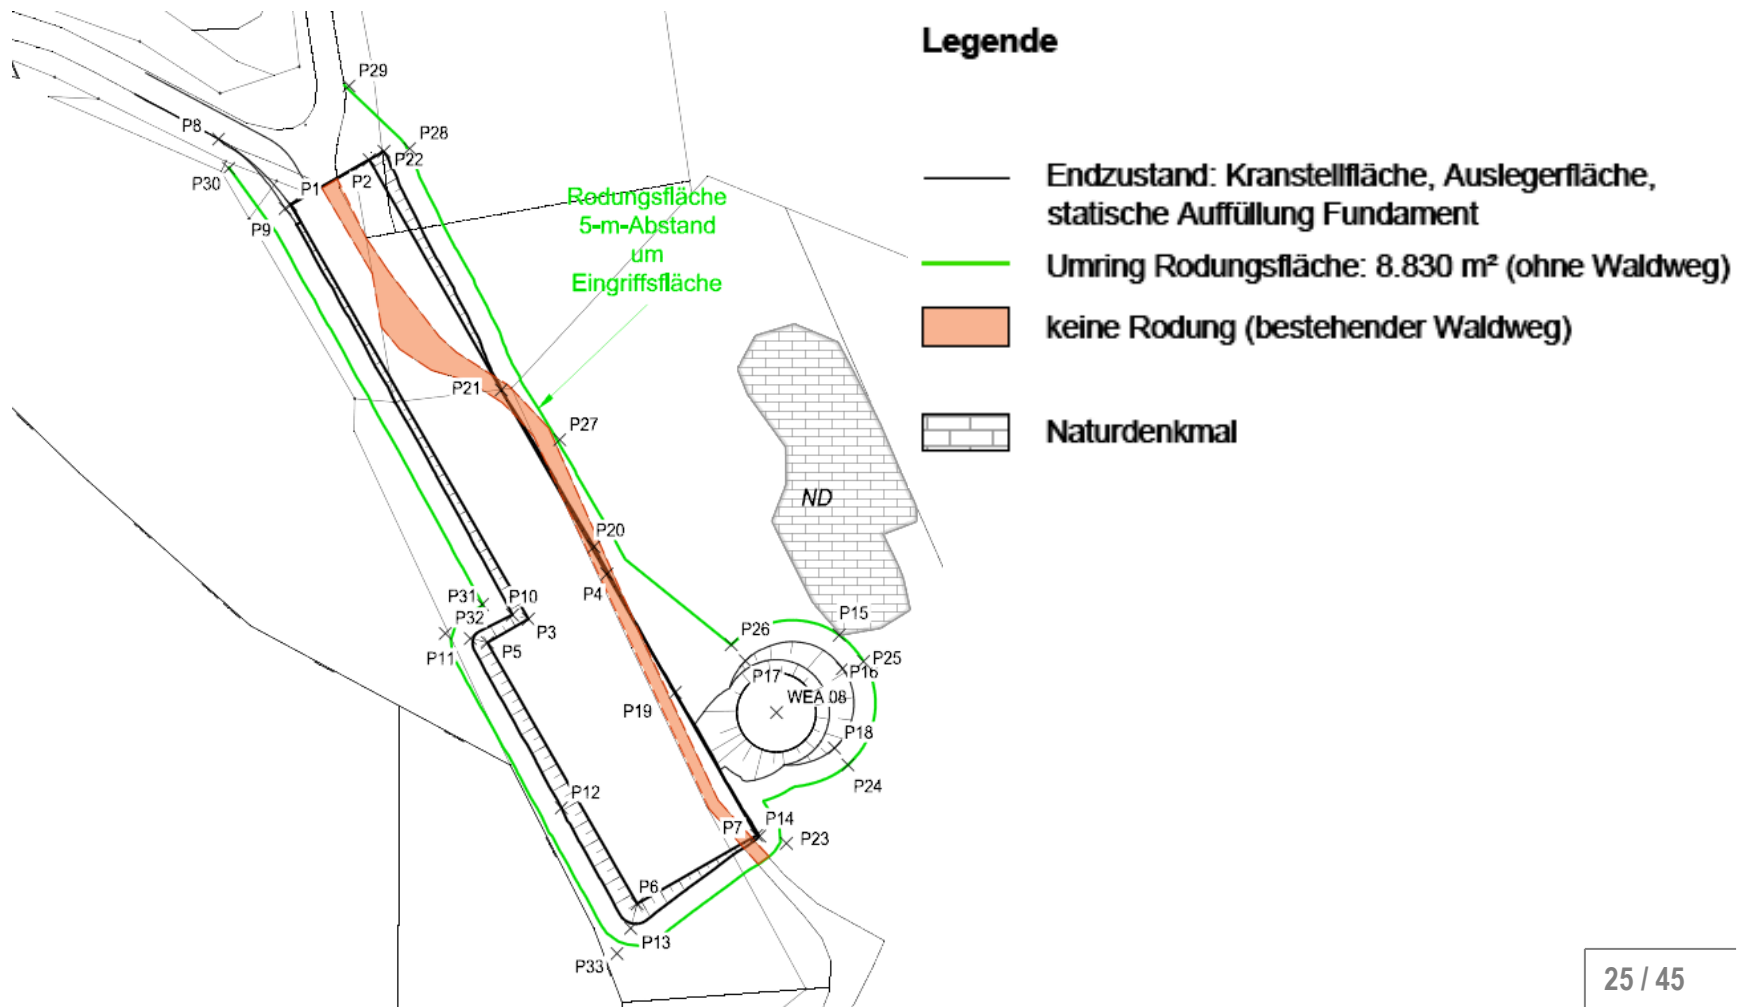 Legende
Endzustand: Kranstellfläche, Auslegerfläche,
statische Auffüllung Fundament
Umring Rodungsfläche: 8.830 m² (ohne Waldweg)
keine Rodung (bestehender Waldweg)
Naturdenkmal
P29
P8
P28
P22
P30
P1
P2
P9
Rodungsfläche
5-m-Abstand
um
Eingriffsfläche
P21
P27
ND
P20
P4
P31
P10
P32
P3
P15
P11
P5
P26
P25
P17
P16
WEA 08
P19
P18
P24
P12
P7
P14
P23
P6
P13
P33
25 / 45